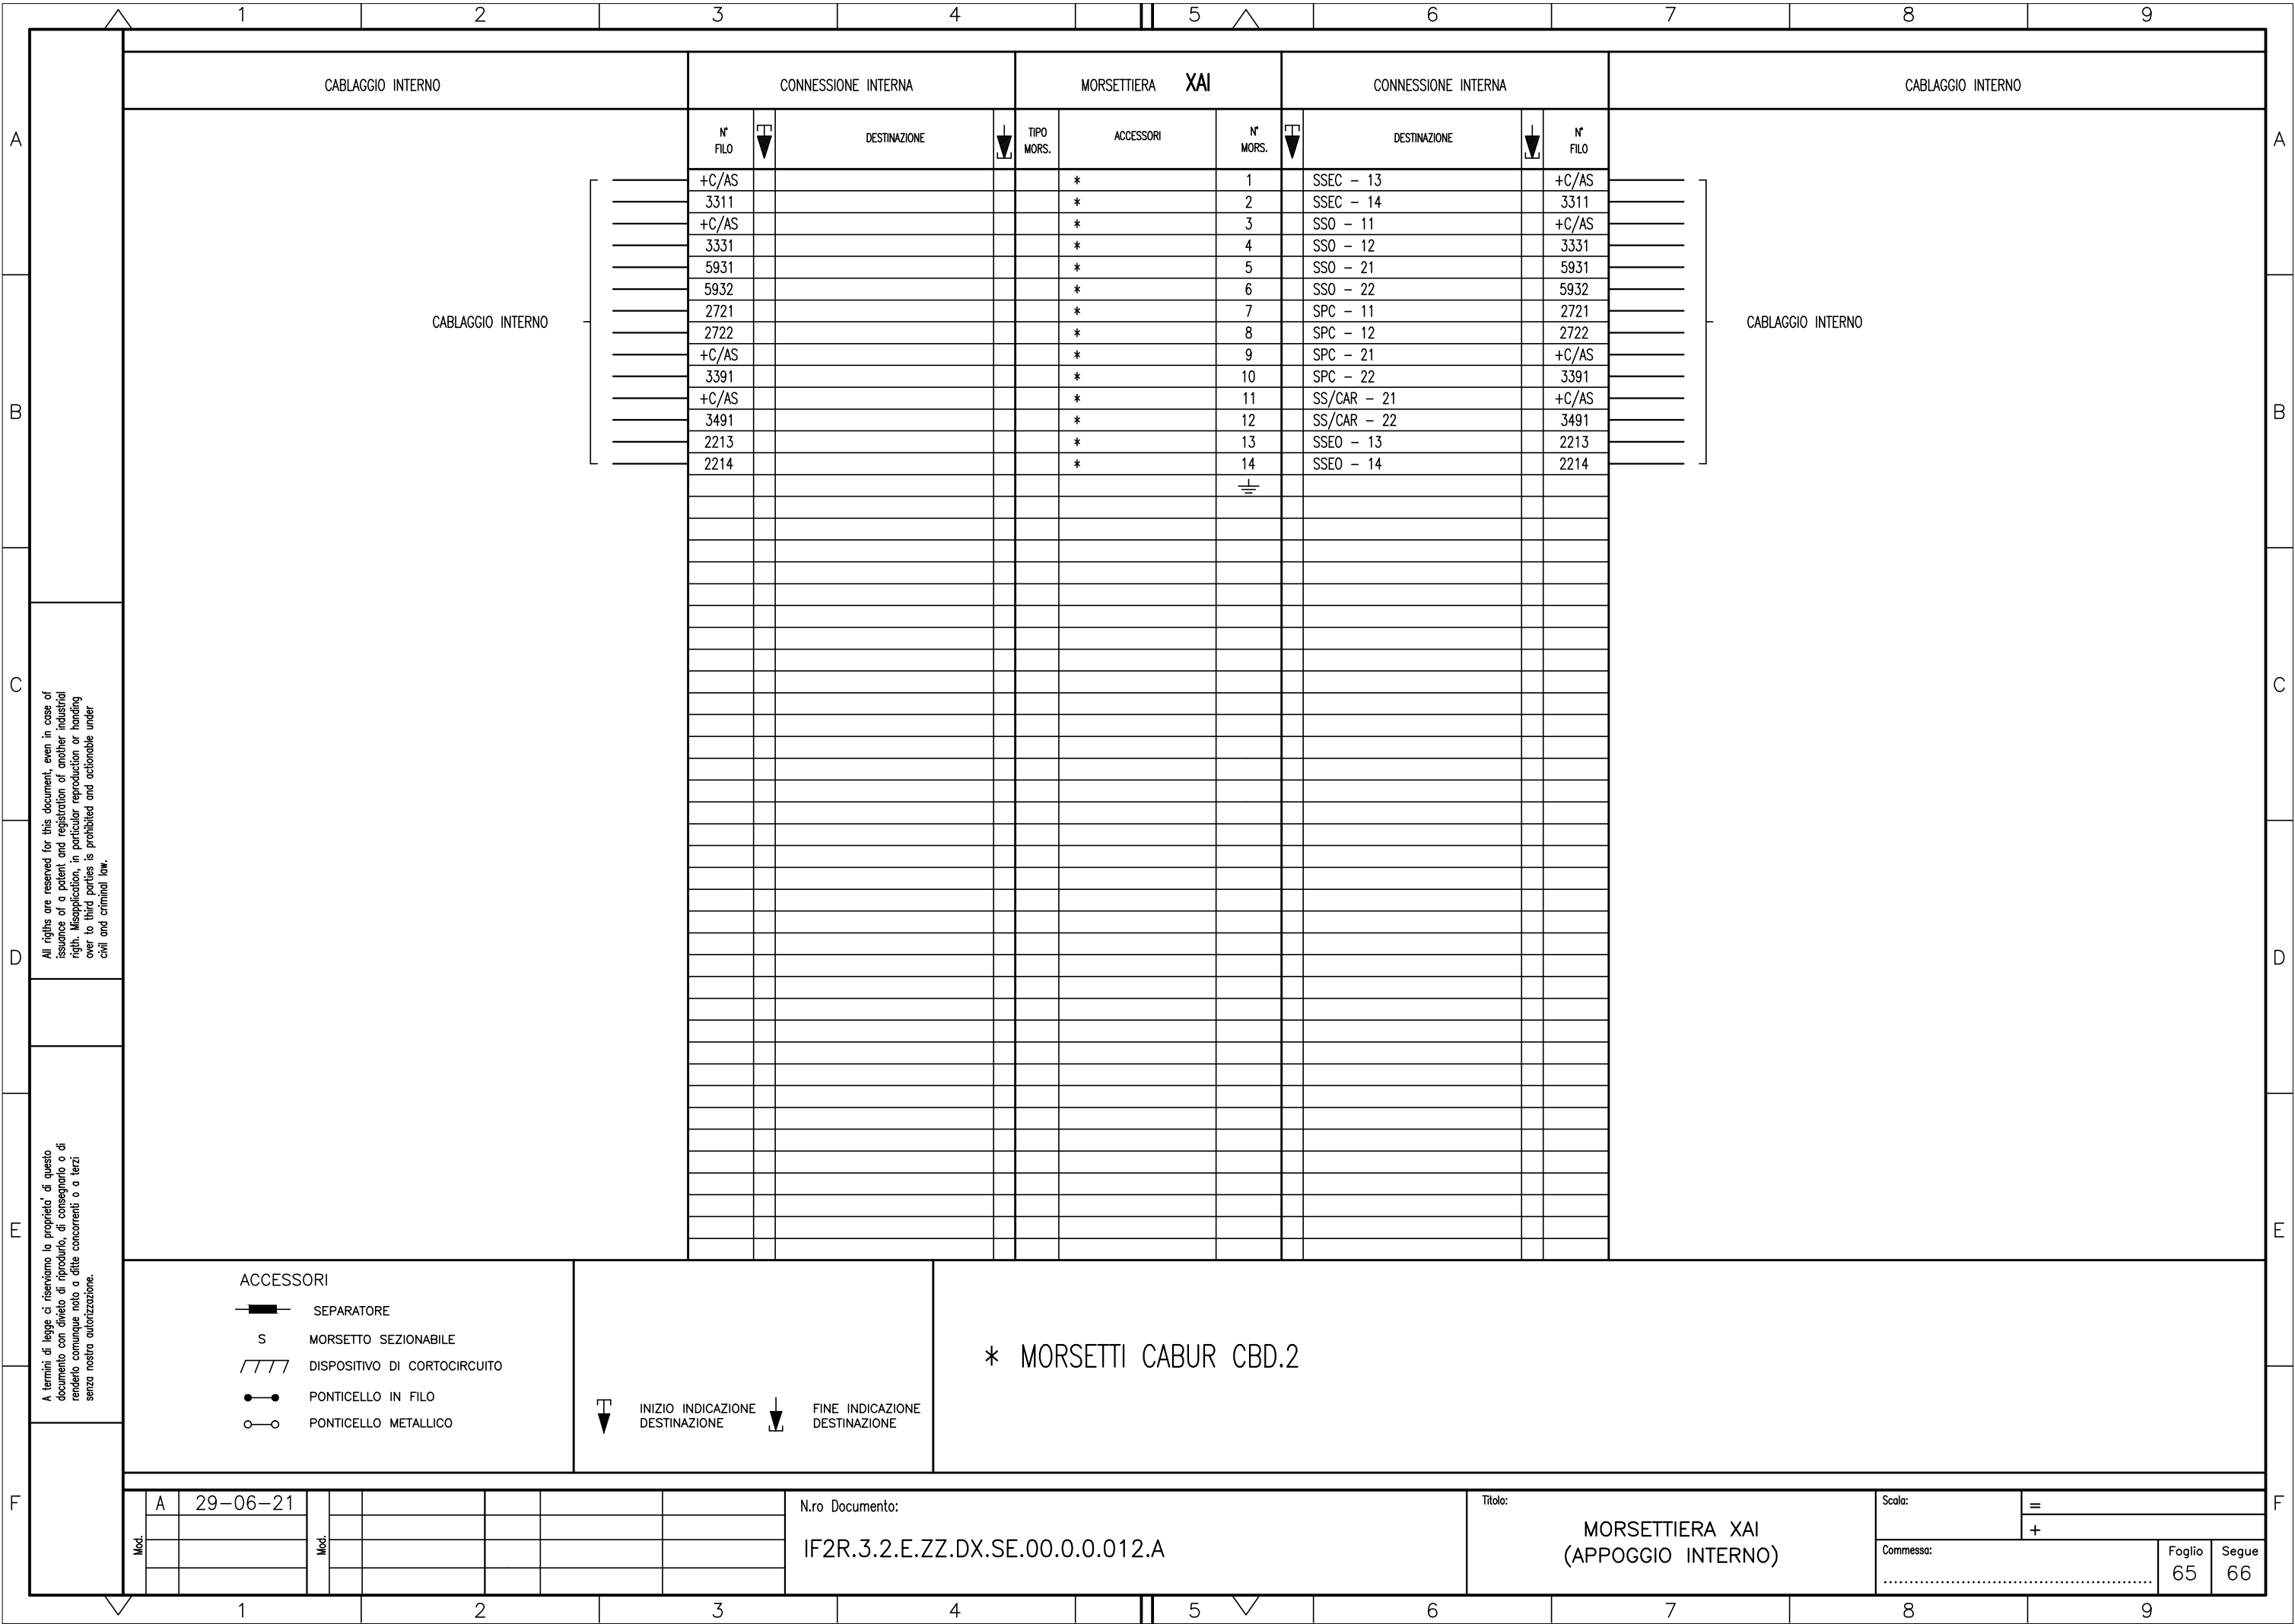 1 2 3 4 5 6 7 8 9
CABLAGGIO INTERNO CONNESSIONE INTERNA MORSETTIERA XAI CONNESSIONE INTERNA CABLAGGIO INTERNO
A N° FILO DESTINAZIONE TIPO MORS. ACCESSORI N° MORS. DESTINAZIONE N° FILO A
+C/AS * 1 SSEC - 13 +C/AS
3311 * 2 SSEC - 14 3311
+C/AS * 3 SSO - 11 +C/AS
3331 * 4 SSO - 12 3331
5931 * 5 SSO - 21 5931
5932 * 6 SSO - 22 5932
2721 * 7 SPC - 11 2721
CABLAGGIO INTERNO CABLAGGIO INTERNO
2722 * 8 SPC - 12 2722
+C/AS * 9 SPC - 21 +C/AS
3391 * 10 SPC - 22 3391
+C/AS * 11 SS/CAR - 21 +C/AS
B B
3491 * 12 SS/CAR - 22 3491
2213 * 13 SSEO - 13 2213
2214 * 14 SSEO - 14 2214
C C
All rigths are reserved for this document, even in case of
issuance of a patent and registration of another industrial
rigth. Misapplication, in particular reproduction or handing
over to third parties is prohibited and actionable under
civil and criminal law.
D D
A termini di legge ci riserviamo la proprieta' di questo
documento con divieto di riprodurlo, di consegnarlo o di
renderlo comunque noto a ditte concorrenti o a terzi
senza nostra autorizzazione.
E E
ACCESSORI
SEPARATORE
S MORSETTO SEZIONABILE
DISPOSITIVO DI CORTOCIRCUITO
PONTICELLO IN FILO
PONTICELLO METALLICO
INIZIO INDICAZIONE
DESTINAZIONE
FINE INDICAZIONE
DESTINAZIONE
* MORSETTI CABUR CBD.2
F F
Mod. A 29-06-21 Mod.
N.ro Documento:
IF2R.3.2.E.ZZ.DX.SE.00.0.0.012.A
Titolo:
MORSETTIERA XAI
(APPOGGIO INTERNO)
Scala: =
+
Commessa:
Foglio Segue
65 66
1 2 3 4 5 6 7 8 9